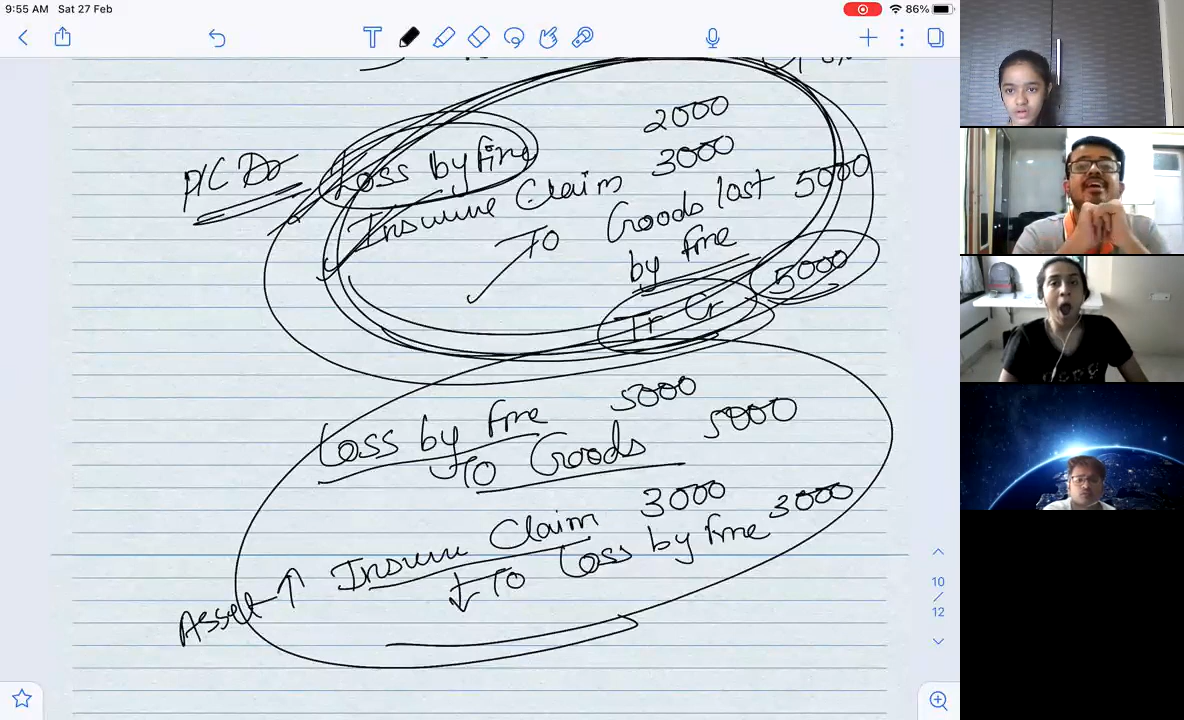 9:55 AM Sat 27 Feb
86%
P/C Dr
Loss by fire 2000
Insurance Claim 3000
To Goods lost 5000
by fire
Tr Cr 5000
Loss by fire 5000
To Goods 5000
Insurance Claim 3000
Asset ↑
↓ To Loss by fire 3000
10
/
12